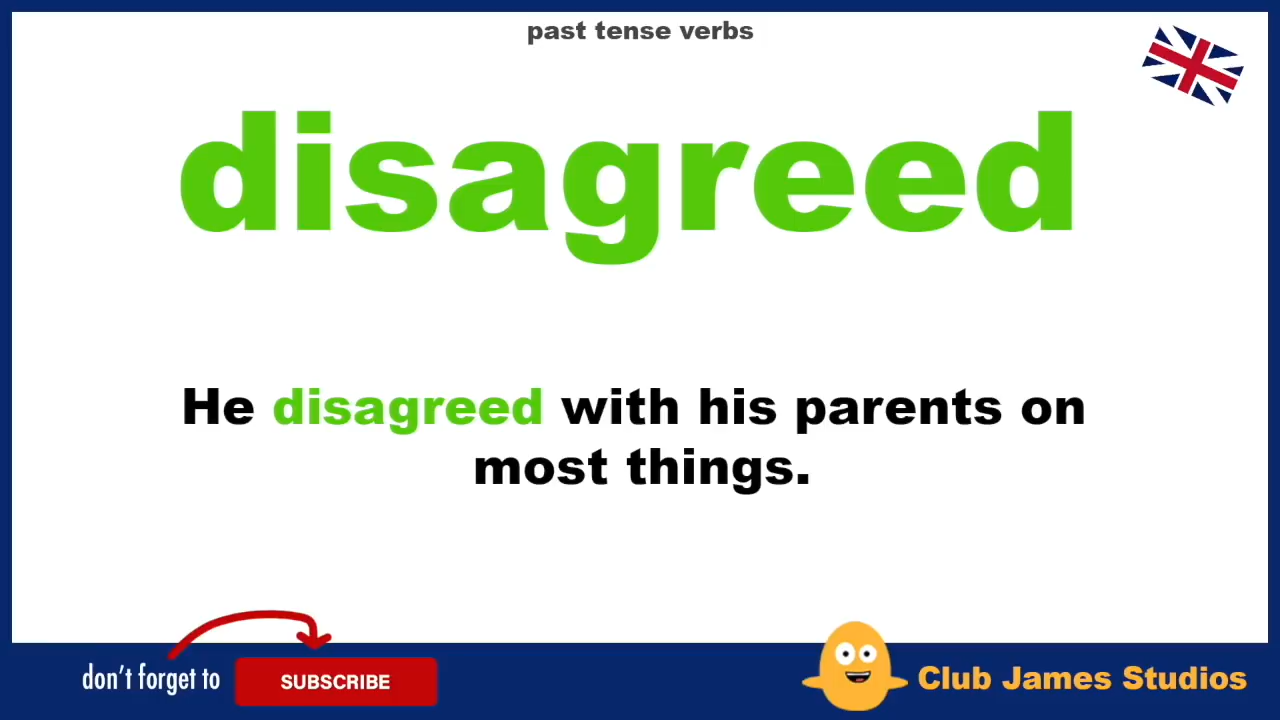 past tense verbs
disagreed
He disagreed with his parents on
most things.
don't forget to
SUBSCRIBE
Club James Studios